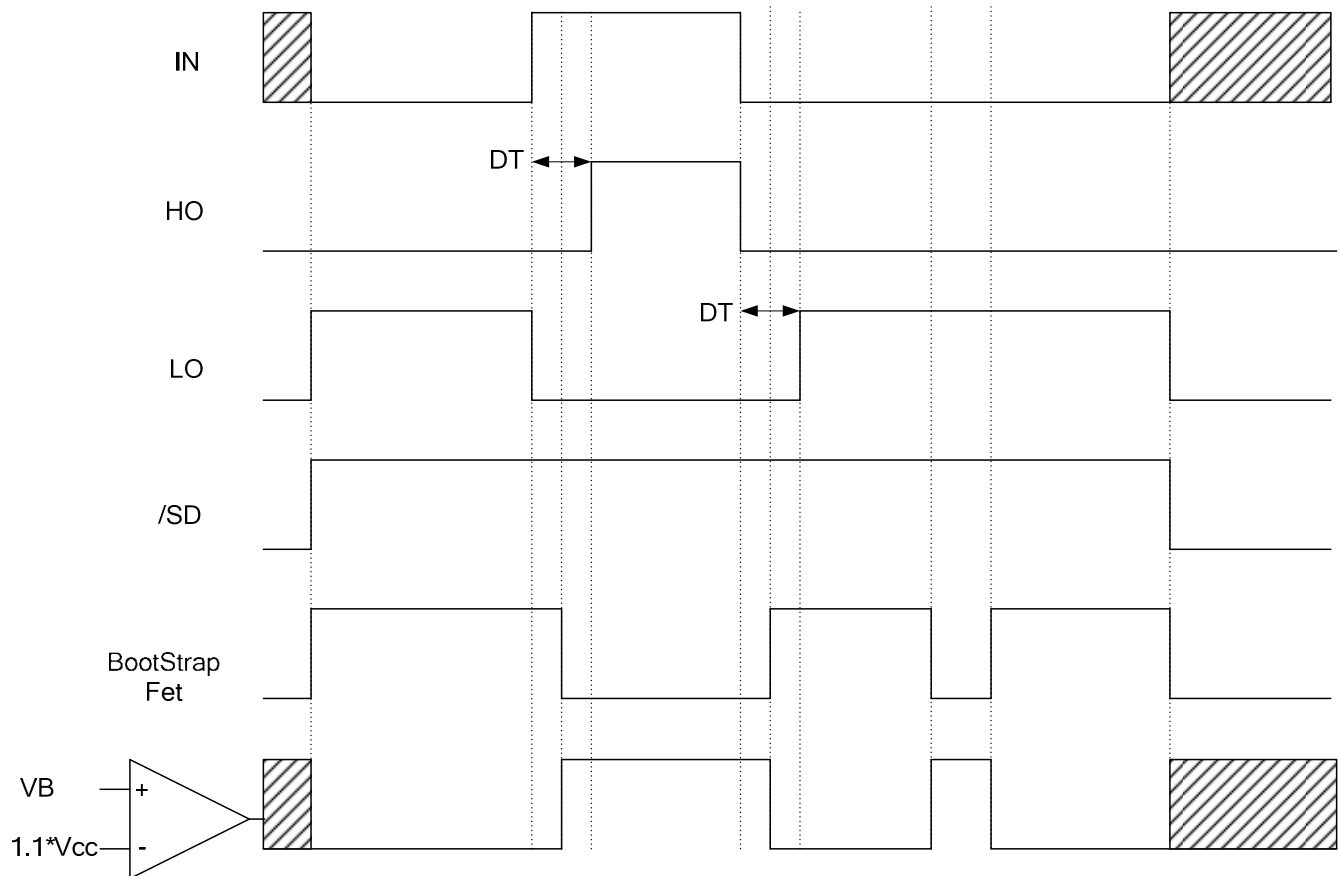 IN
DT
HO
DT
LO
/SD
BootStrap
Fet
VB
+
1.1*Vcc
-